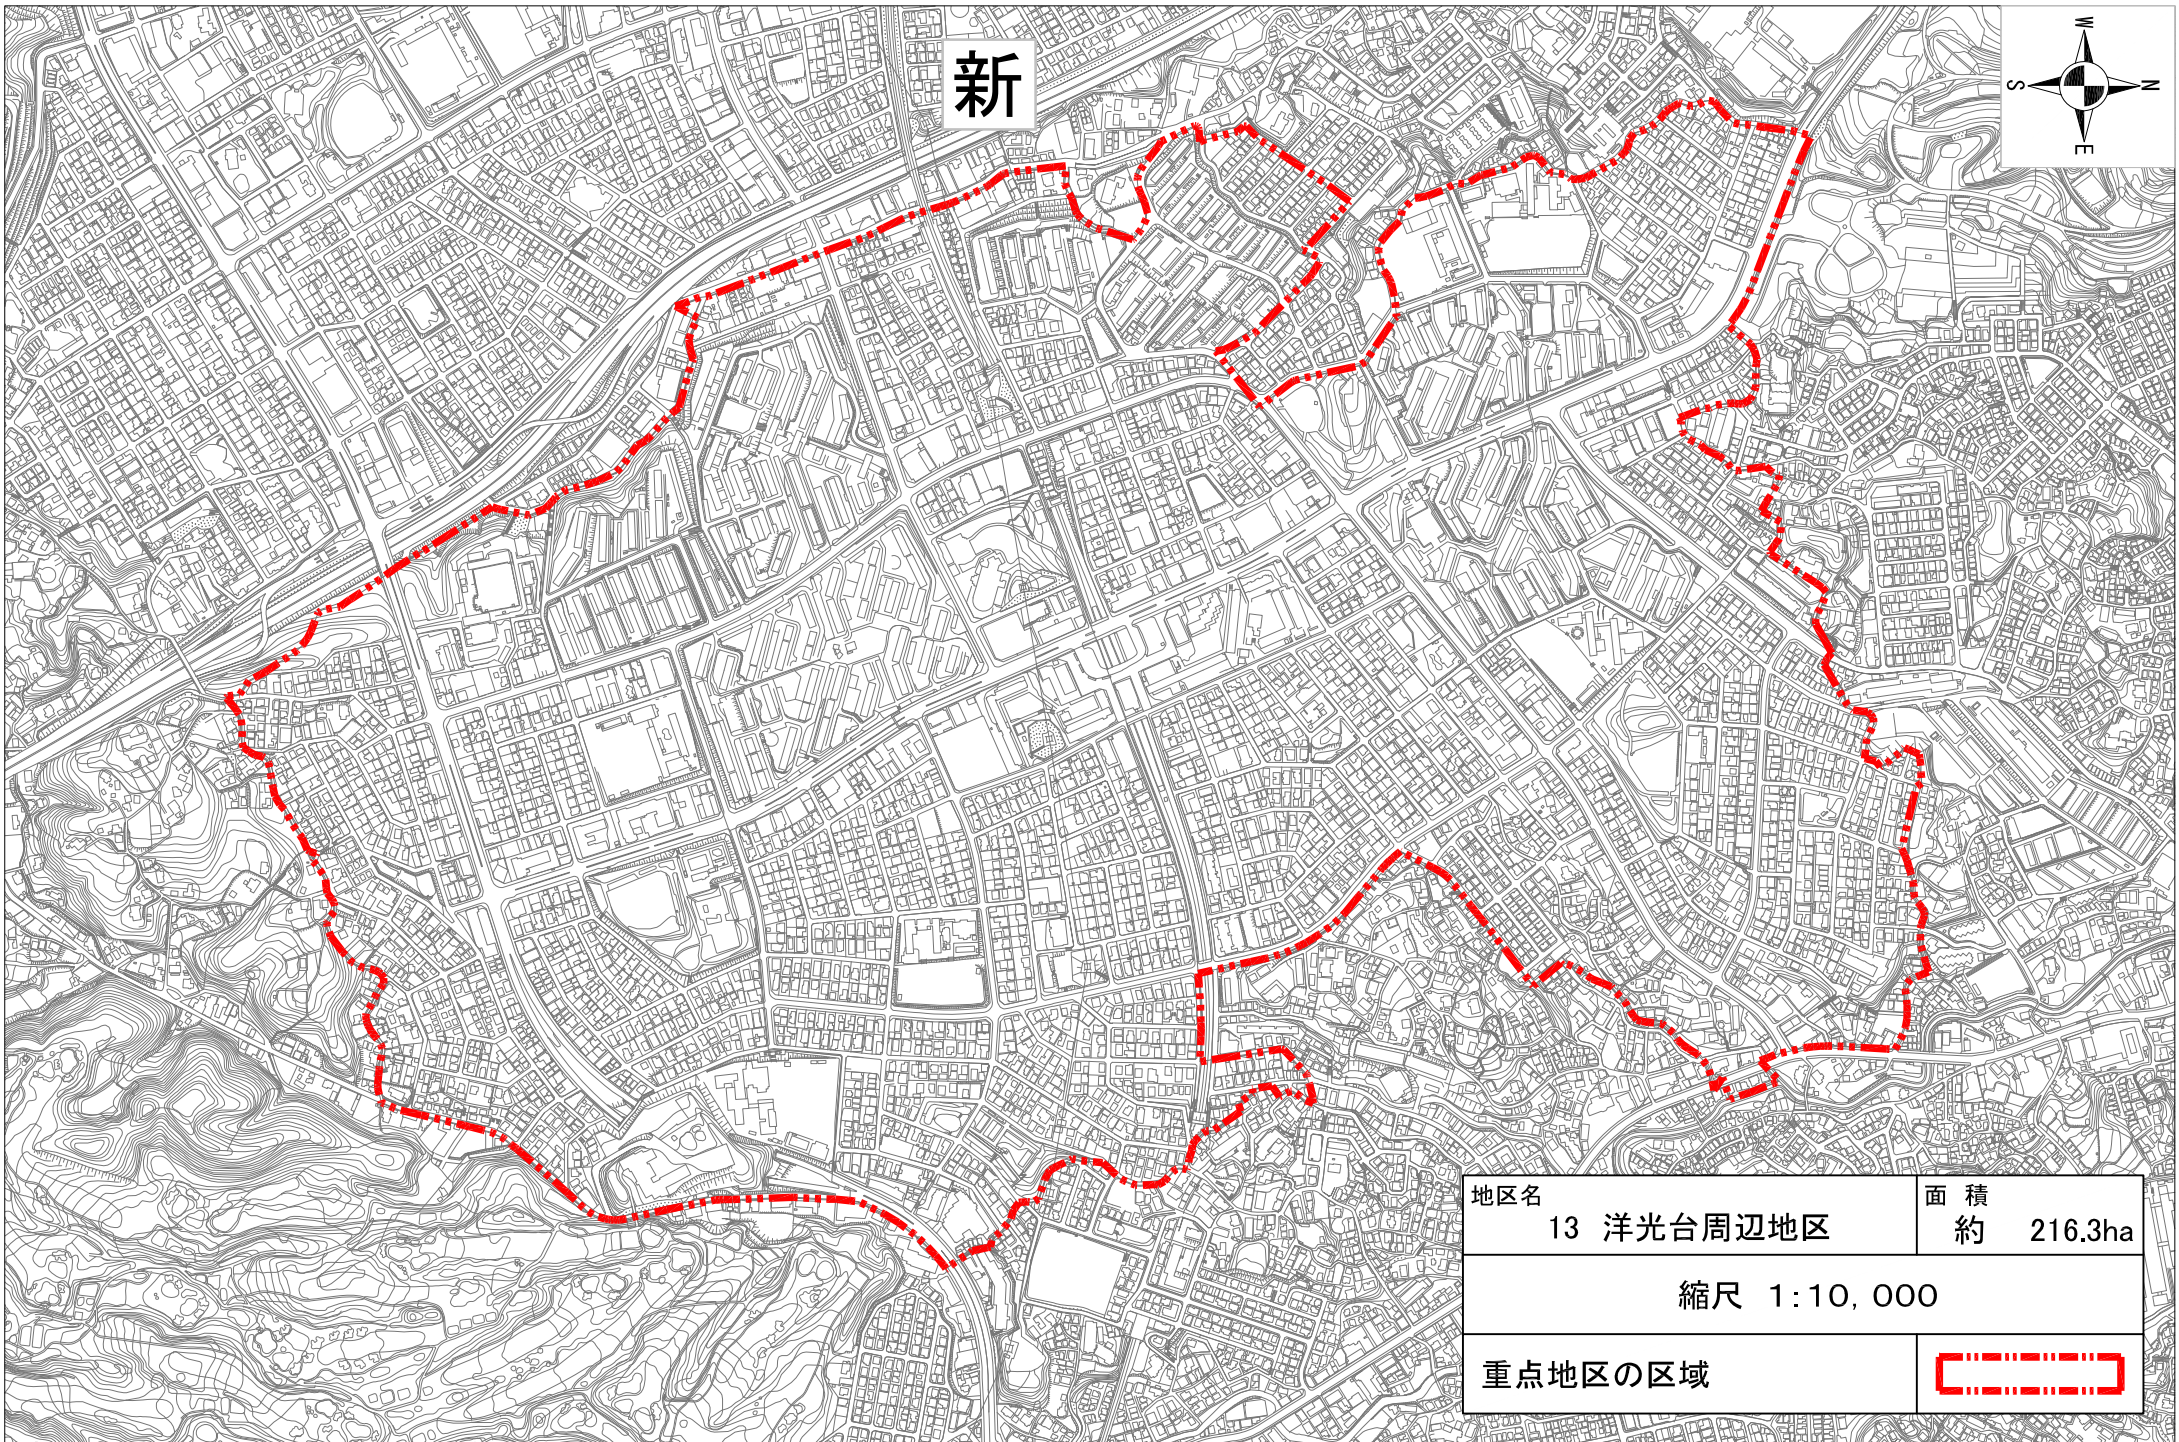 新
W
S N
E
地区名
13 洋光台周辺地区
面 積
約 216.3ha
縮尺 1:10,000
重点地区の区域